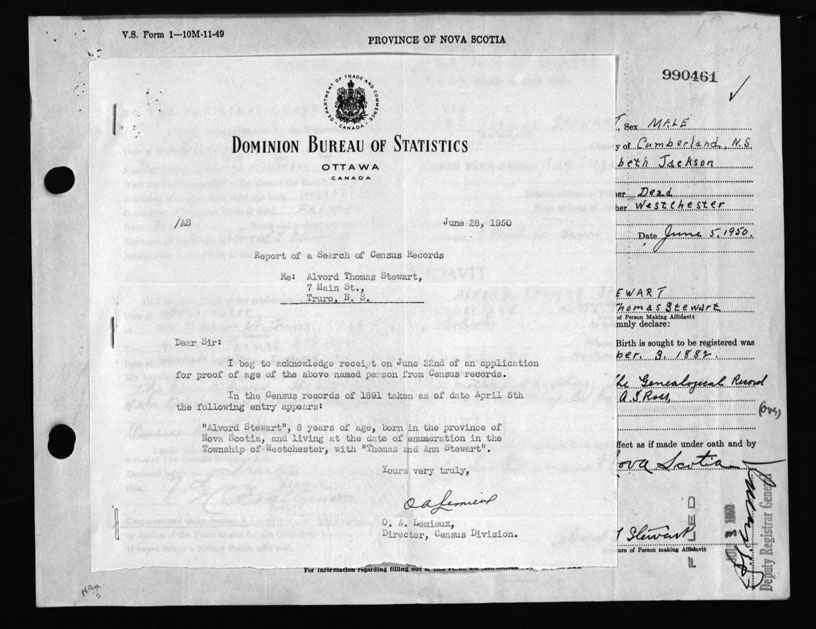 V.S. Form 1—10M-11-49
PROVINCE OF NOVA SCOTIA
990461
DEPARTMENT OF TRADE AND COMMERCE
CANADA
DOMINION BUREAU OF STATISTICS
OTTAWA
CANADA
/AS
June 28, 1950
Report of a Search of Census Records
Re: Alvord Thomas Stewart,
7 Main St.,
Truro, N. S.
Dear Sir:
I beg to acknowledge receipt on June 22nd of an application
for proof of age of the above named person from Census records.
In the Census records of 1891 taken as of date April 5th
the following entry appears:
"Alvord Stewart", 8 years of age, born in the province of
Nova Scotia, and living at the date of enumeration in the
Township of Westchester, with "Thomas and Ann Stewart".
Yours very truly,
O A Lemieux
O. A. Lemieux,
Director, Census Division.
For information regarding filling out
T, Sex MALE
y of Cumberland, N.S.
beth Jackson
er Dead
her Westchester
Date June 5, 1950.
EWART
Thomas Stewart
of Person Making Affidavit
mnly declare:
Birth is sought to be registered was
ber. 3, 1882.
he Genealogical Record
A.S. Ross,
(over)
ffect as if made under oath and by
Nova Scotia
Stewart
ure of Person making Affidavit
FILED
1950
Deputy Registrar General